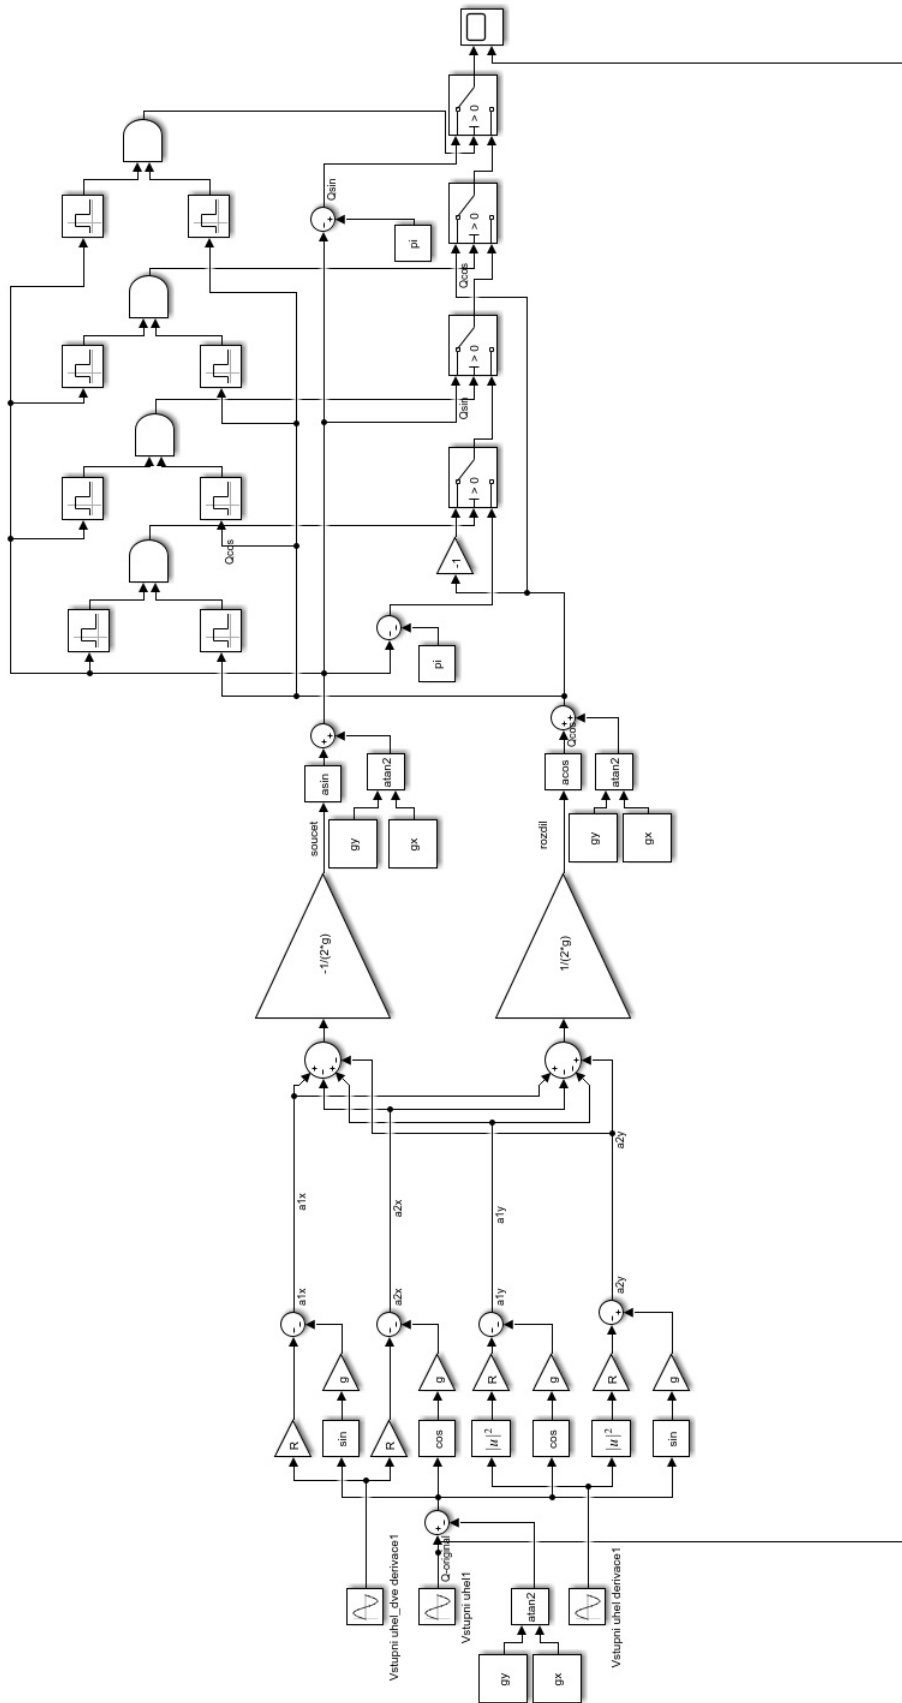 Vstupni uhel_dve derivace1
Vstupni uhel1
Q-original
gy
gx
atan2
Vstupni uhel derivace1
R
sin
g
R
cos
g
|u|²
R
cos
g
|u|²
R
sin
g
a1x
a2x
a1y
a2y
a1x
a2x
a1y
a2y
-1/(2*g)
1/(2*g)
soucet
gy
gx
atan2
asin
rozdil
gy
gx
atan2
acos
Qcos
pi
-1
Qcos
> 0
Qsin
> 0
Qcos
> 0
pi
Qsin
> 0